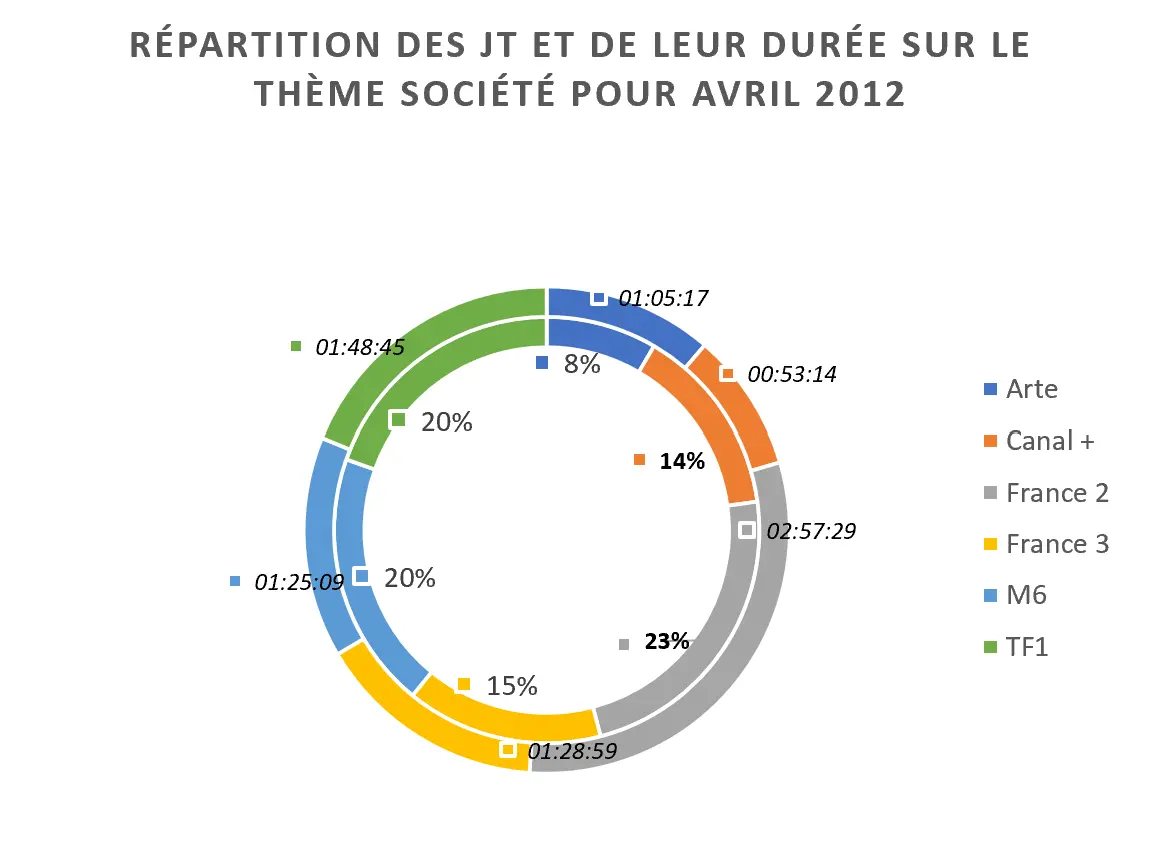 RÉPARTITION DES JT ET DE LEUR DURÉE SUR LE
THÈME SOCIÉTÉ POUR AVRIL 2012
01:05:17
01:48:45
8%
00:53:14
20%
14%
02:57:29
01:25:09
20%
23%
15%
01:28:59
Arte
Canal +
France 2
France 3
M6
TF1